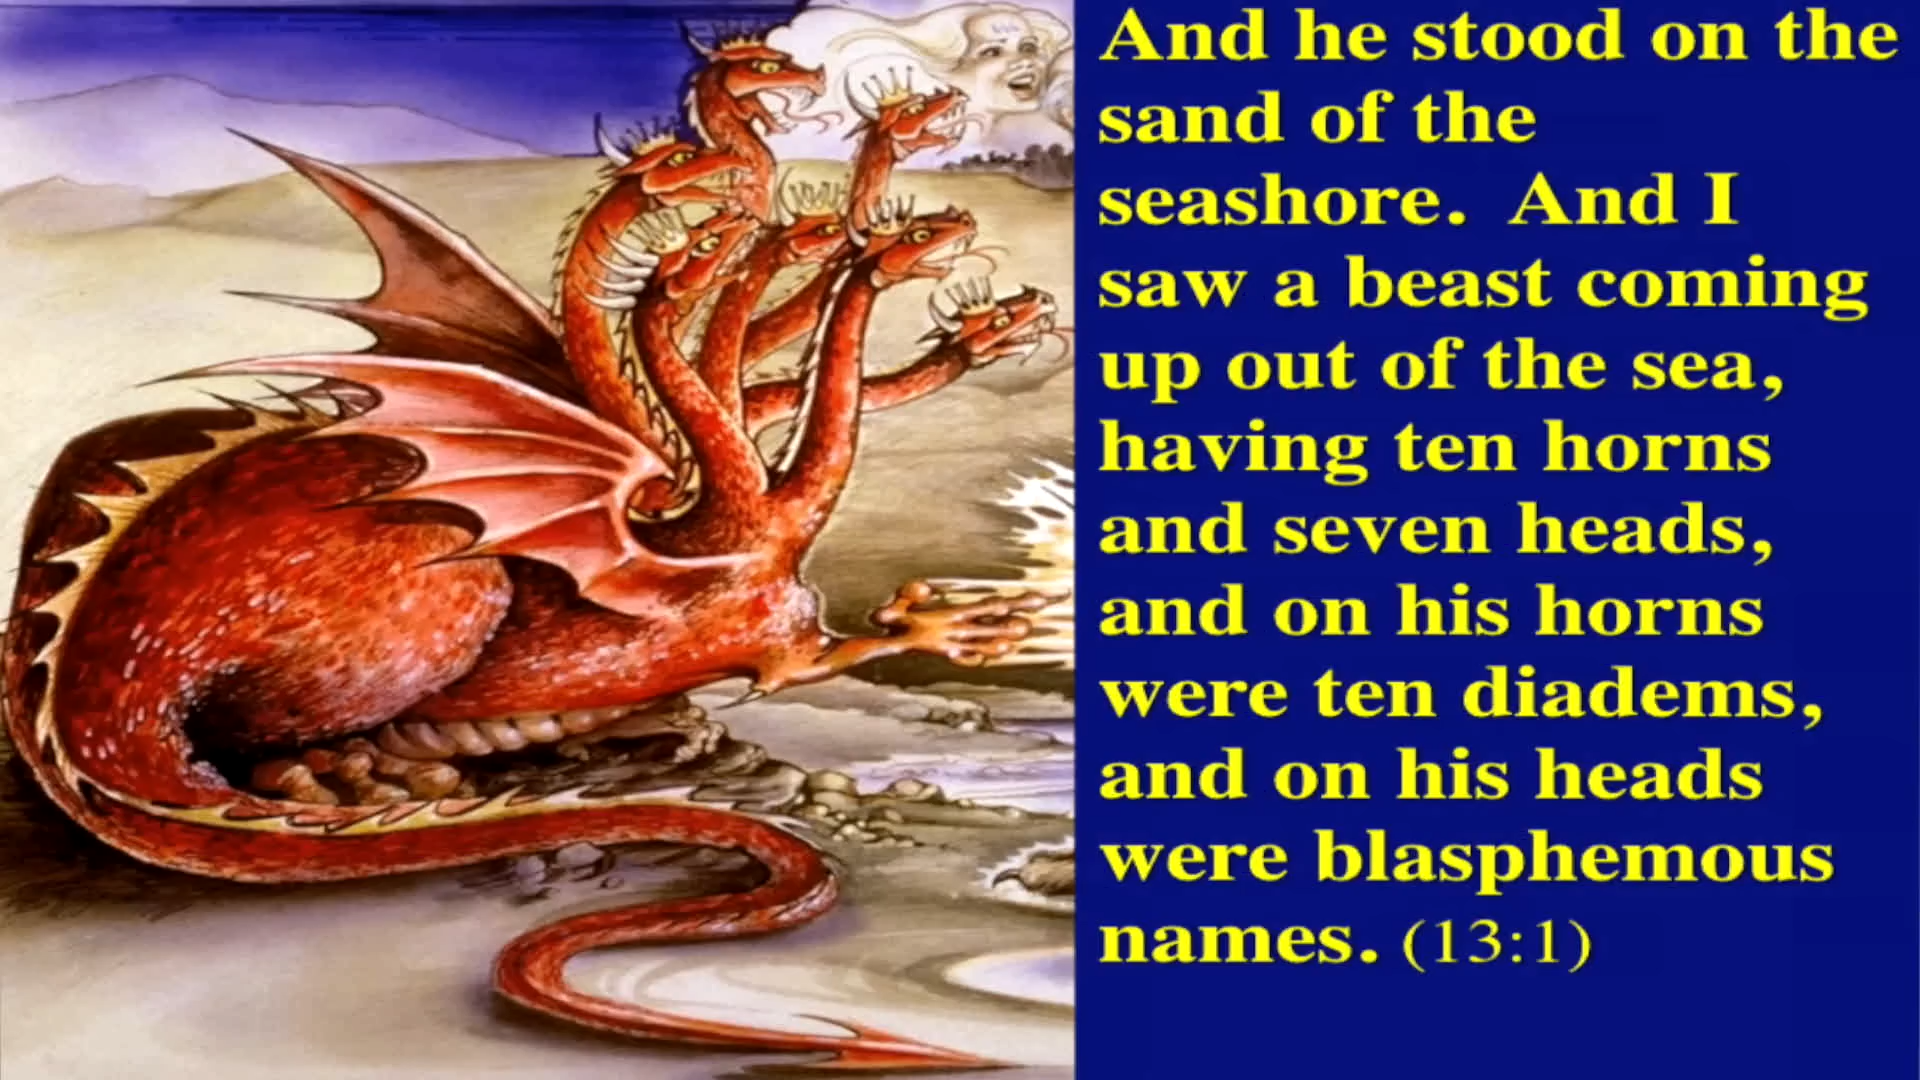 And he stood on the
sand of the
seashore.  And I
saw a beast coming
up out of the sea,
having ten horns
and seven heads,
and on his horns
were ten diadems,
and on his heads
were blasphemous
names. (13:1)